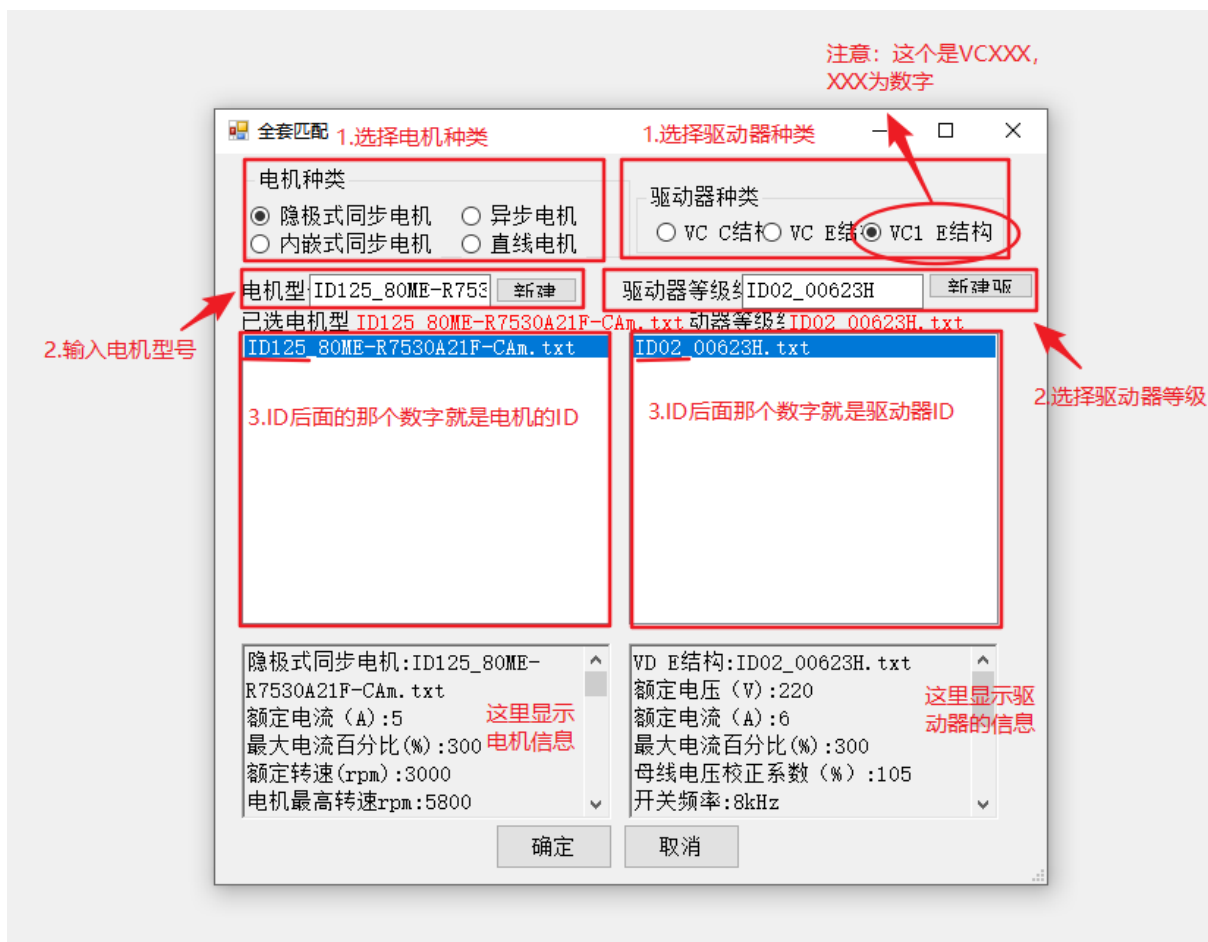 注意：这个是VCXXX，
XXX为数字
全套匹配
1.选择电机种类
1.选择驱动器种类
电机种类
驱动器种类
隐极式同步电机
异步电机
内嵌式同步电机
直线电机
VC C结构
VC E结
VC1 E结构
电机型
ID125_80ME-R753
新建
驱动器等级
ID02_00623H
新建驱
已选电机型
ID125_80ME-R7530A21F-CAm.txt
动器等级
ID02_00623H.txt
2.输入电机型号
ID125_80ME-R7530A21F-CAm.txt
ID02_00623H.txt
2.选择驱动器等级
3.ID后面的那个数字就是电机的ID
3.ID后面那个数字就是驱动器ID
隐极式同步电机:ID125_80ME-
R7530A21F-CAm.txt
额定电流（A）:5
最大电流百分比(%):300
额定转速(rpm):3000
电机最高转速rpm:5800
这里显示
电机信息
VD E结构:ID02_00623H.txt
额定电压（V）:220
额定电流（A）:6
最大电流百分比(%):300
母线电压校正系数（%）:105
开关频率:8kHz
这里显示驱
动器的信息
确定
取消